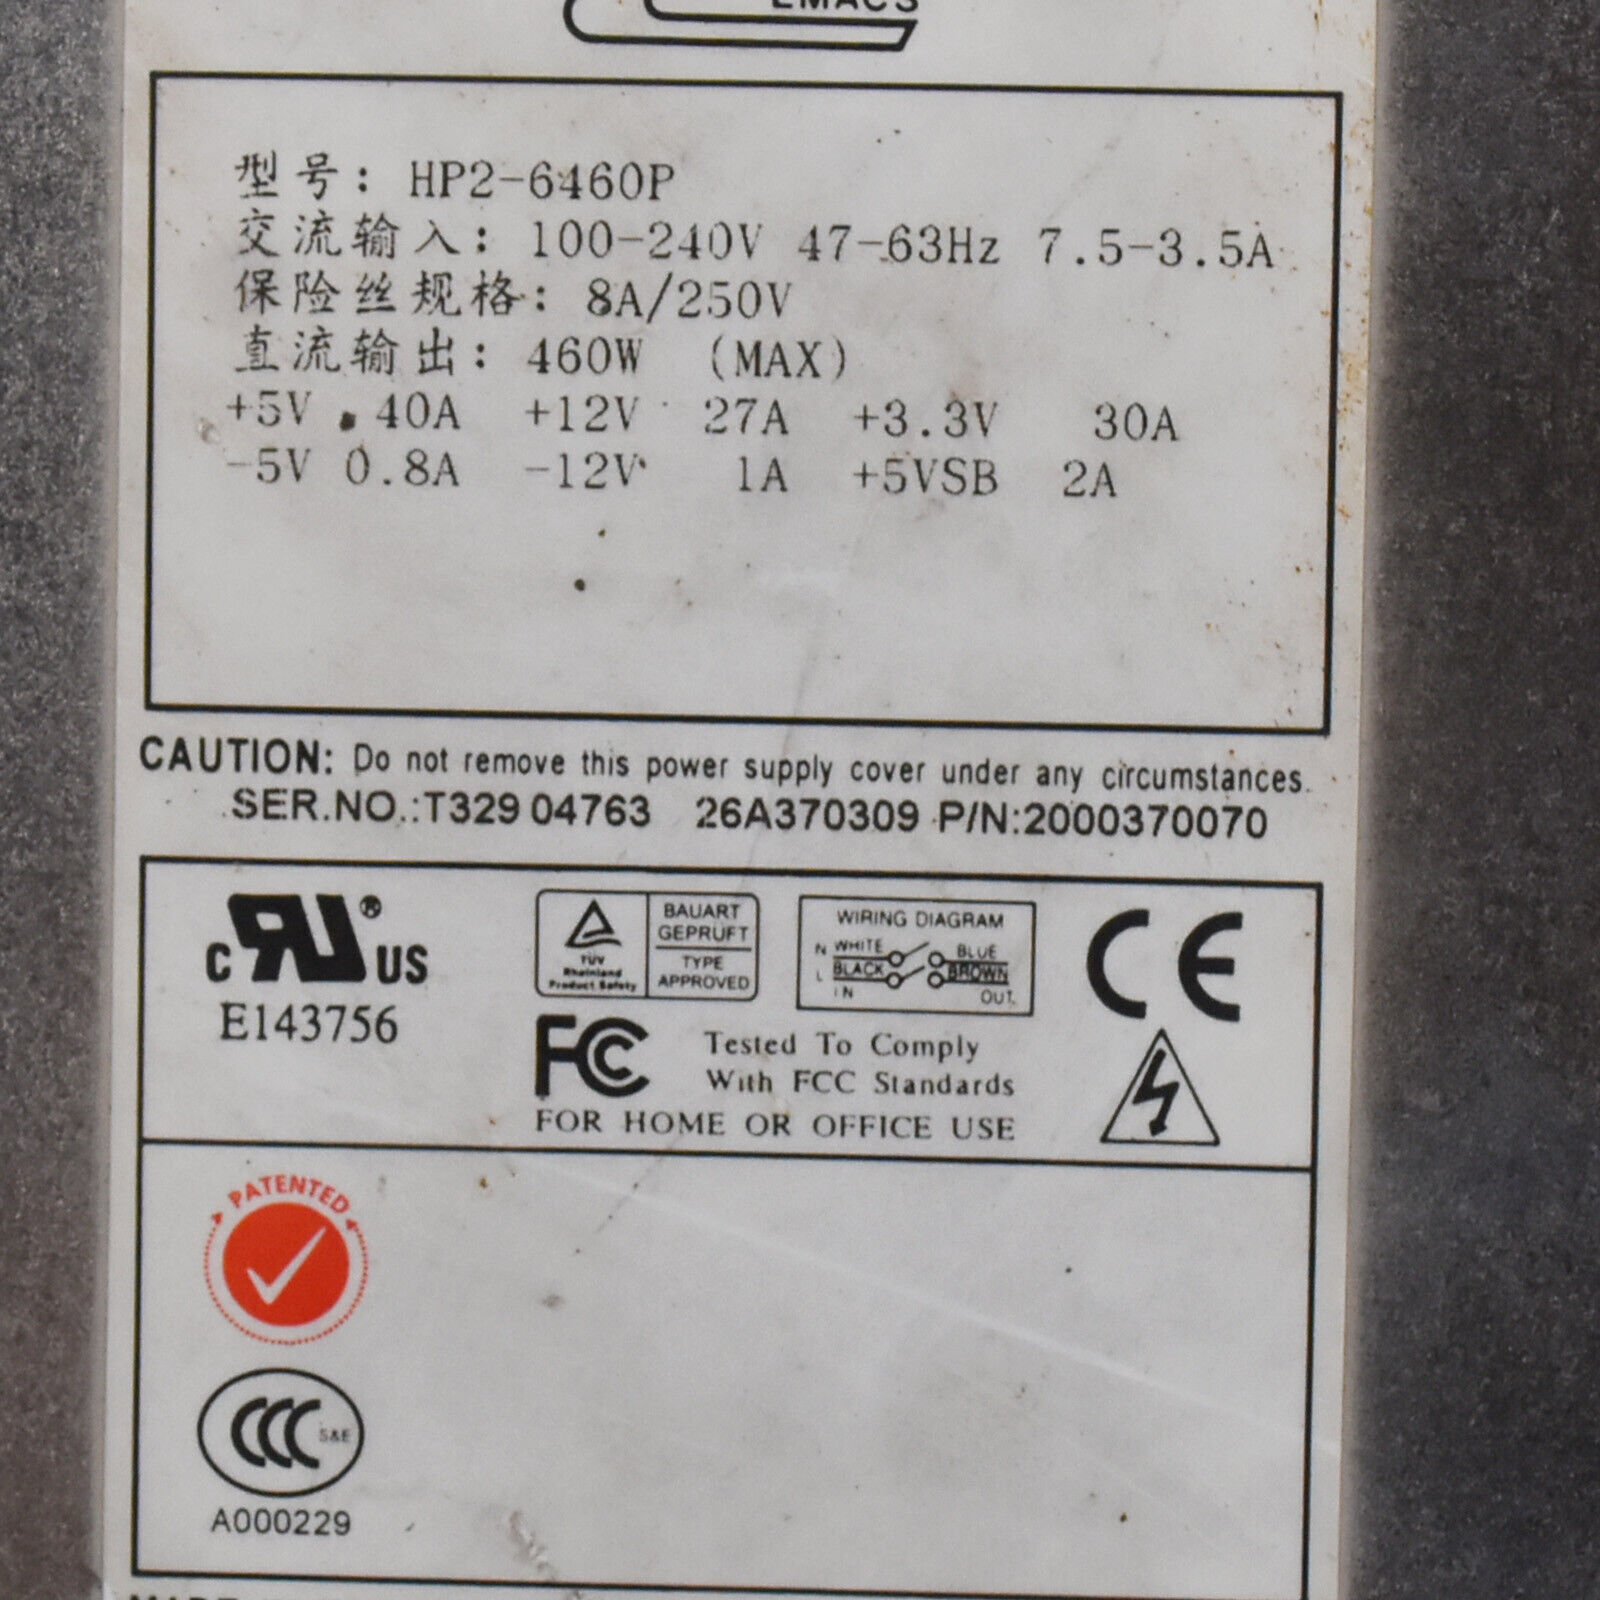 EMACS
型号: HP2-6460P
交流输入: 100-240V 47-63Hz 7.5-3.5A
保险丝规格: 8A/250V
直流输出: 460W (MAX)
+5V 40A +12V 27A +3.3V 30A
-5V 0.8A -12V 1A +5VSB 2A
CAUTION: Do not remove this power supply cover under any circumstances.
SER.NO.:T329 04763 26A370309 P/N:2000370070
c RU ® US
E143756
TÜV
Rheinland
Product Safety
BAUART
GEPRÜFT
TYPE
APPROVED
WIRING DIAGRAM
N WHITE BLUE
L BLACK BROWN
IN OUT.
CE
FCC
Tested To Comply
With FCC Standards
FOR HOME OR OFFICE USE
PATENTED
CCC S&E
A000229